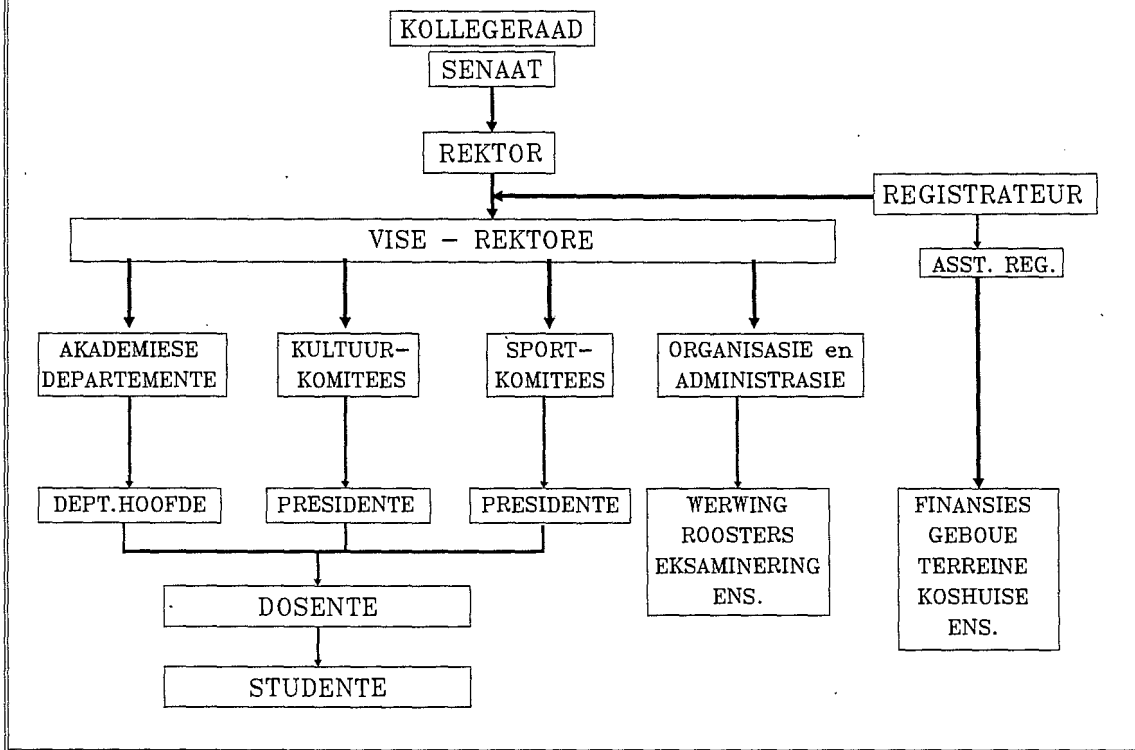 KOLLEGERAAD
SENAAT
REKTOR
REGISTRATEUR
VISE – REKTORE
ASST. REG.
AKADEMIESE
DEPARTEMENTE
KULTUUR–
KOMITEES
SPORT–
KOMITEES
ORGANISASIE en
ADMINISTRASIE
DEPT.HOOFDE
PRESIDENTE
PRESIDENTE
WERWING
ROOSTERS
EKSAMINERING
ENS.
FINANSIES
GEBOUE
TERREINE
KOSHUISE
ENS.
DOSENTE
STUDENTE